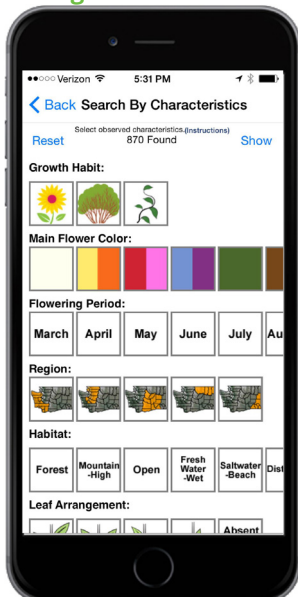 Verizon 5:31 PM
Back Search By Characteristics
Select observed characteristics.(Instructions)
Reset 870 Found Show
Growth Habit:
Main Flower Color:
Flowering Period:
March April May June July Au
Region:
Habitat:
Forest Mountain -High Open Fresh Water -Wet Saltwater -Beach Dist
Leaf Arrangement:
Absent